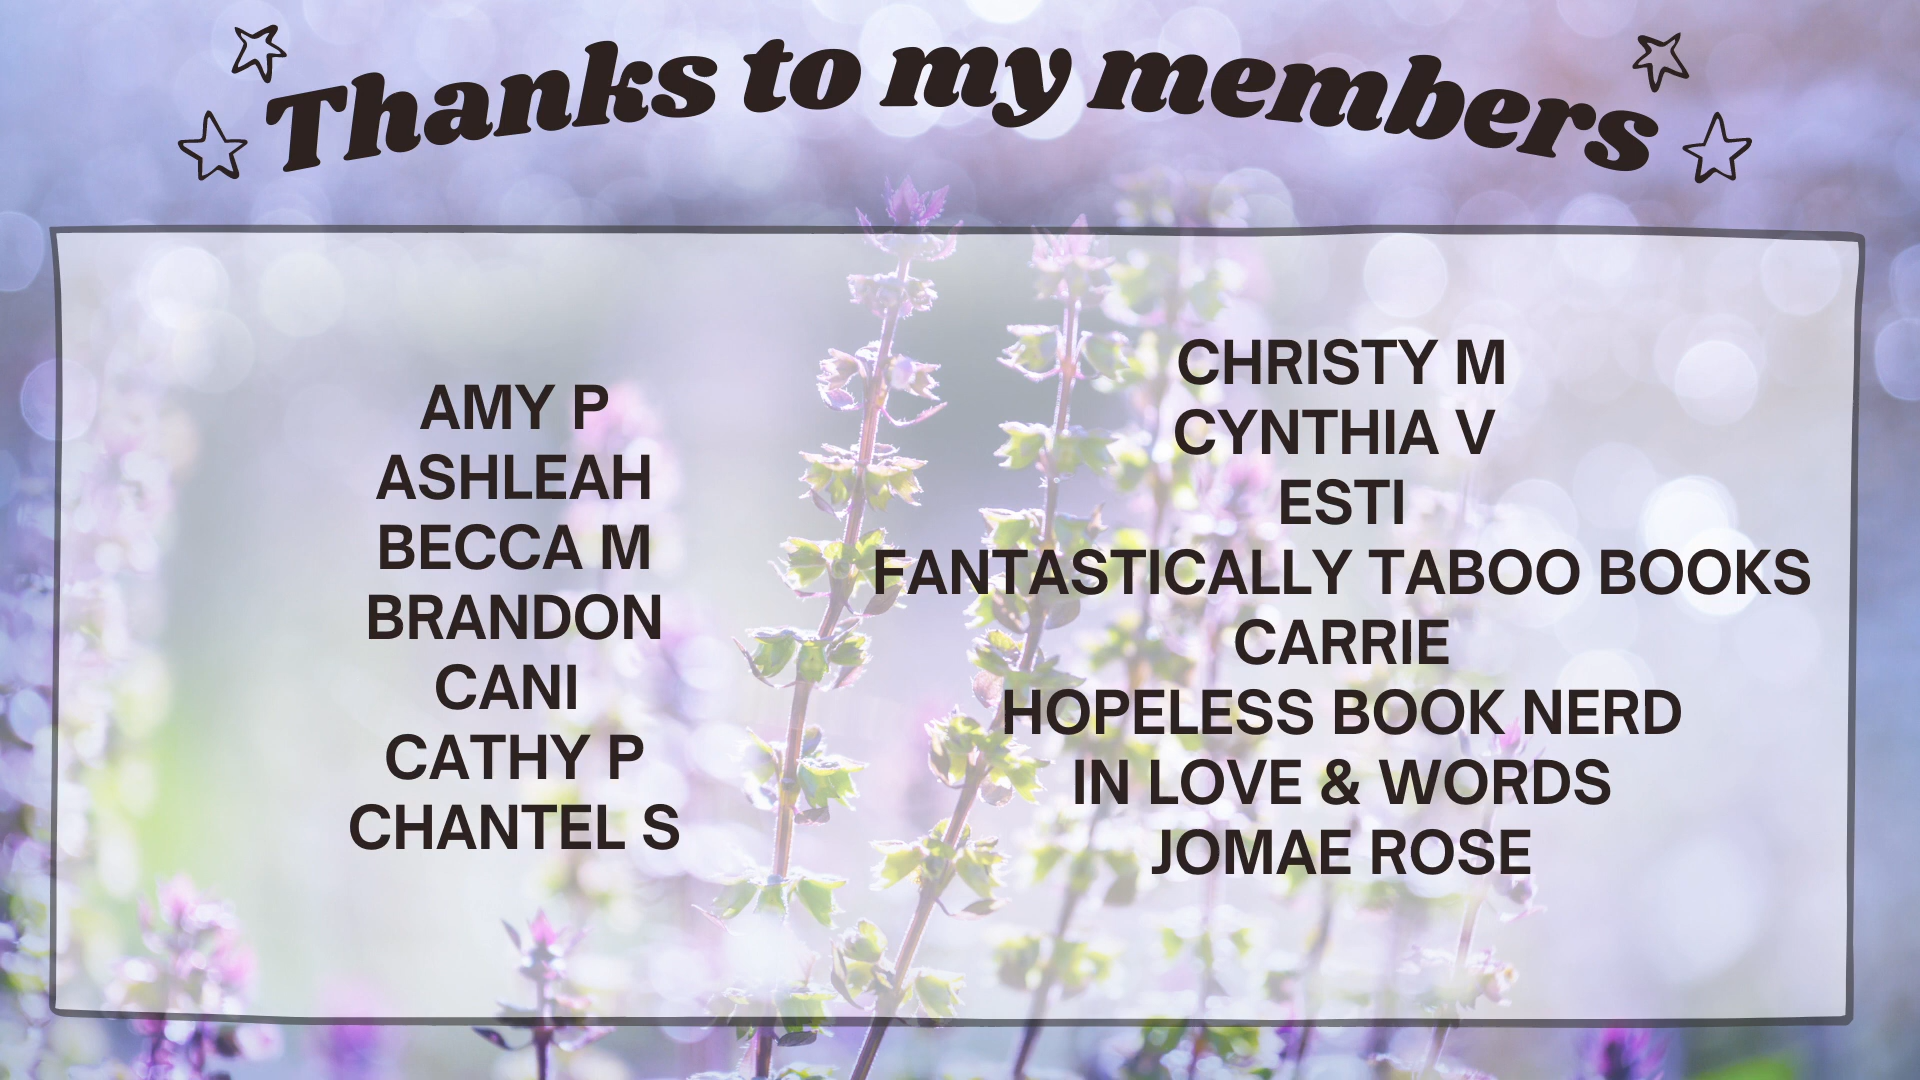 Thanks to my members
AMY P
ASHLEAH
BECCA M
BRANDON
CANI
CATHY P
CHANTEL S
CHRISTY M
CYNTHIA V
ESTI
FANTASTICALLY TABOO BOOKS
CARRIE
HOPELESS BOOK NERD
IN LOVE & WORDS
JOMAE ROSE